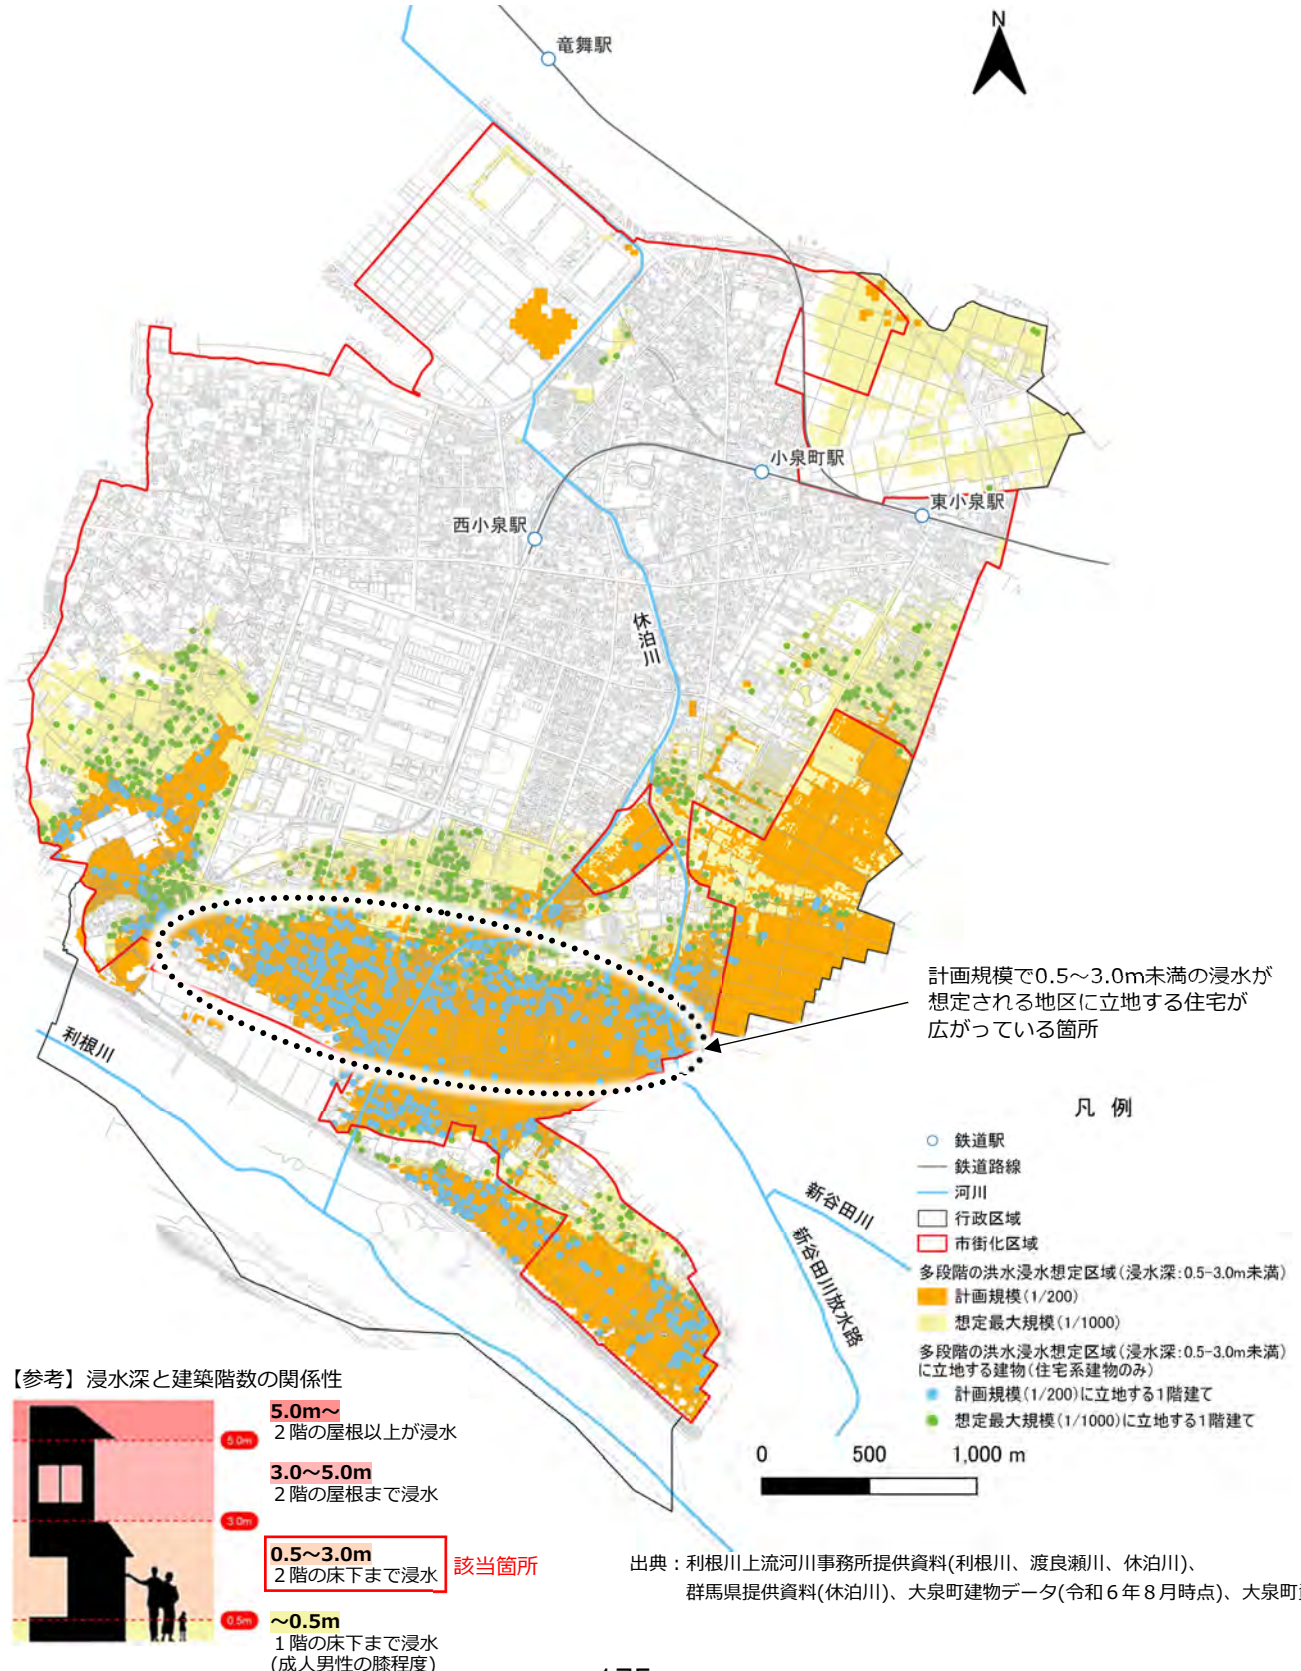 N
竜舞駅
小泉町駅
東小泉駅
西小泉駅
休泊川
計画規模で0.5～3.0m未満の浸水が
想定される地区に立地する住宅が
広がっている箇所
利根川
新谷田川
新谷田川放水路
凡 例
鉄道駅
鉄道路線
河川
行政区域
市街化区域
多段階の洪水浸水想定区域(浸水深:0.5-3.0m未満)
計画規模(1/200)
想定最大規模(1/1000)
多段階の洪水浸水想定区域(浸水深:0.5-3.0m未満)
に立地する建物(住宅系建物のみ)
計画規模(1/200)に立地する1階建て
想定最大規模(1/1000)に立地する1階建て
0 500 1,000 m
【参考】浸水深と建築階数の関係性
5.0m～
２階の屋根以上が浸水
5.0m
3.0～5.0m
２階の屋根まで浸水
3.0m
0.5～3.0m
２階の床下まで浸水
該当箇所
0.5m
～0.5m
１階の床下まで浸水
(成人男性の膝程度)
出典：利根川上流河川事務所提供資料(利根川、渡良瀬川、休泊川)、
群馬県提供資料(休泊川)、大泉町建物データ(令和６年８月時点)、大泉町